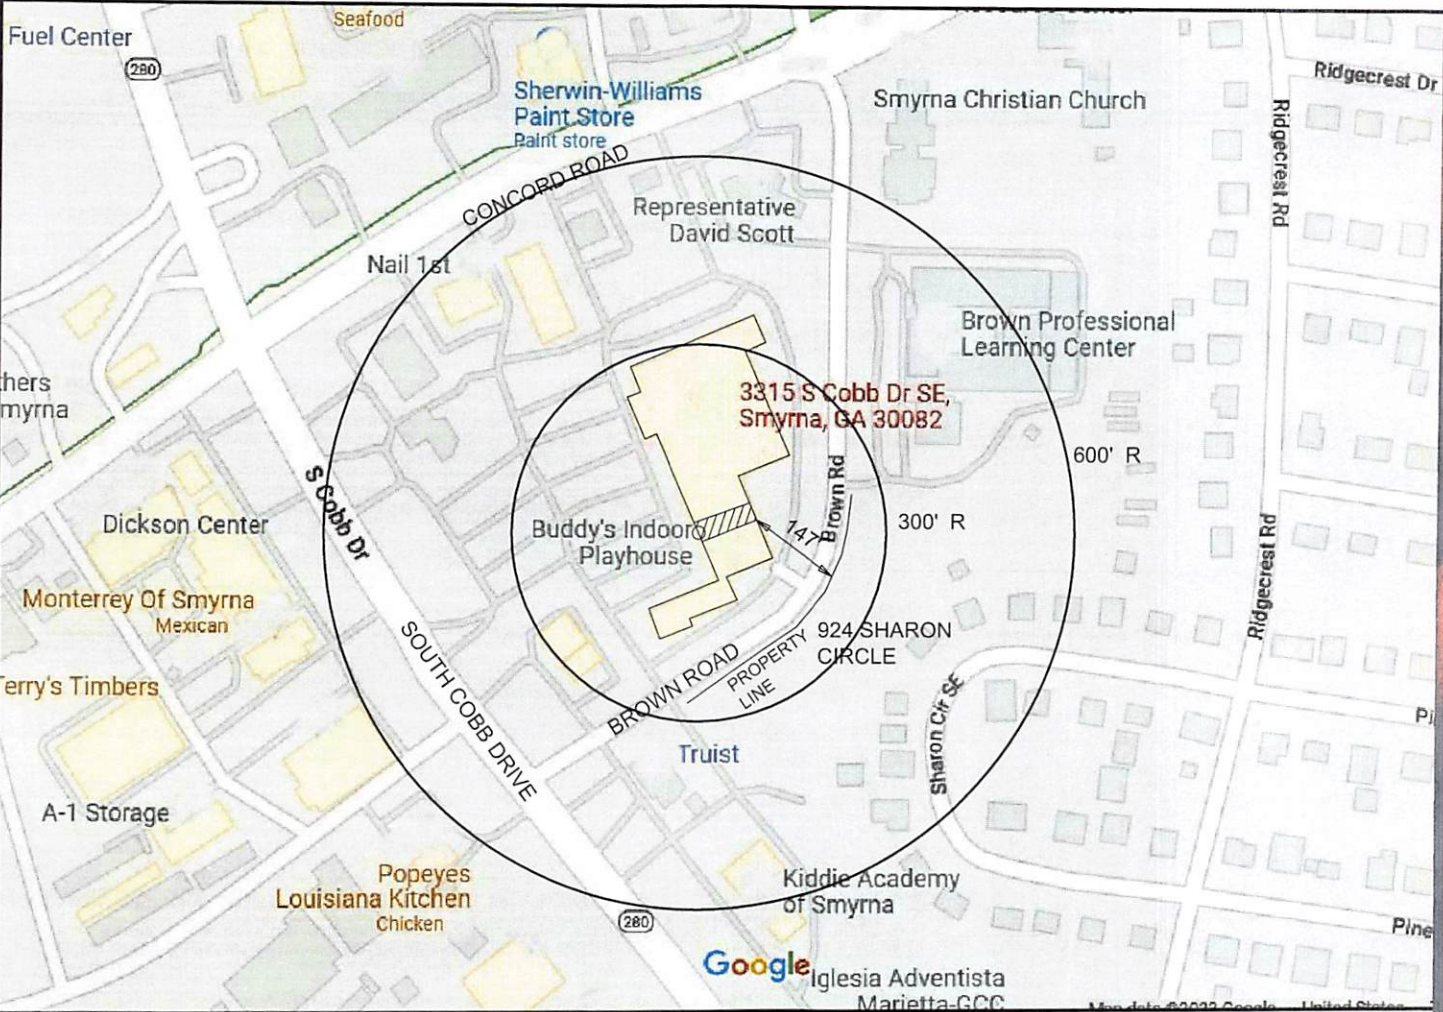 Seafood
Fuel Center
280
Sherwin-Williams
Paint Store
Paint store
Smyrna Christian Church
Ridgecrest Dr
Ridgecrest Rd
CONCORD ROAD
Representative
David Scott
Nail 1st
Brown Professional
Learning Center
3315 S Cobb Dr SE,
Smyrna, GA 30082
600' R
S Cobb Dr
Dickson Center
Buddy's Indoor
Playhouse
147'
Brown Rd
300' R
Ridgecrest Rd
Monterrey Of Smyrna
Mexican
924 SHARON
CIRCLE
SOUTH COBB DRIVE
BROWN ROAD
PROPERTY
LINE
Terry's Timbers
Sharon Cir SE
Truist
A-1 Storage
Popeyes
Louisiana Kitchen
Chicken
Kiddie Academy
of Smyrna
280
Pine
Google
Iglesia Adventista
Marietta-GCC